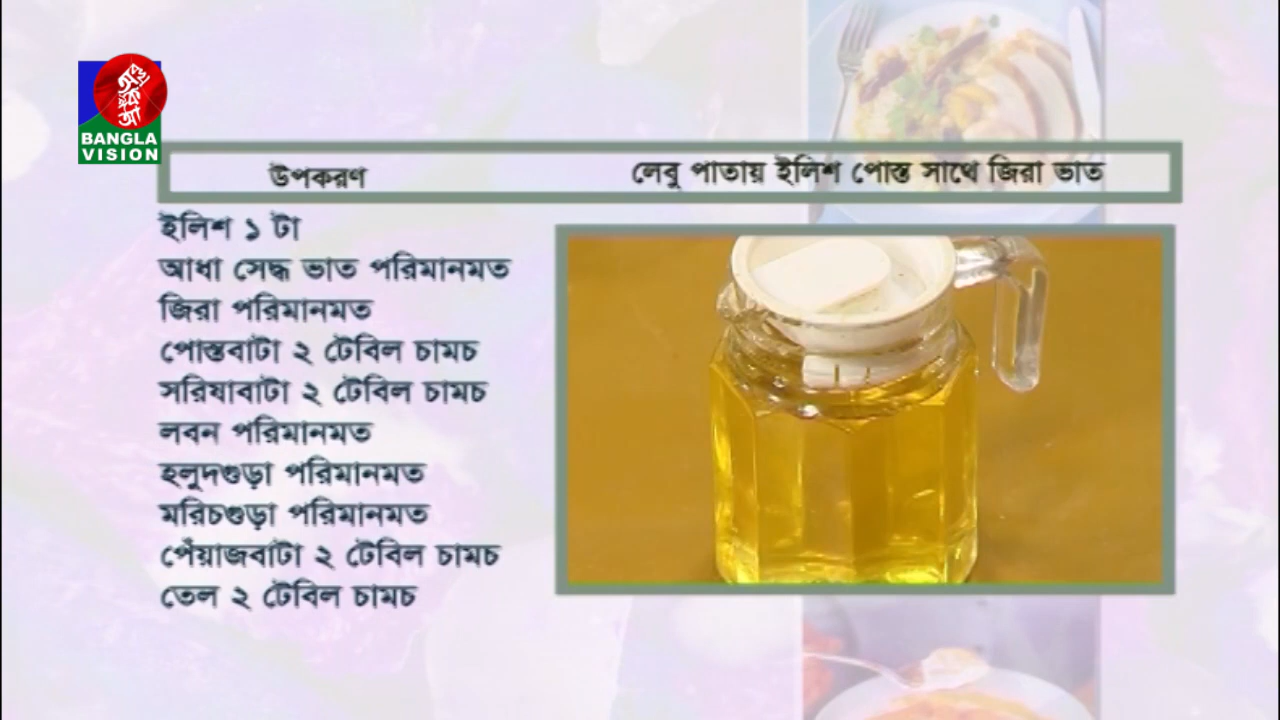 BANGLA
VISION
উপকরণ
লেবু পাতায় ইলিশ পোস্ত সাথে জিরা ভাত
ইলিশ ১ টা
আধা সেদ্ধ ভাত পরিমানমত
জিরা পরিমানমত
পোস্তবাটা ২ টেবিল চামচ
সরিষাবাটা ২ টেবিল চামচ
লবন পরিমানমত
হলুদগুড়া পরিমানমত
মরিচগুড়া পরিমানমত
পেঁয়াজবাটা ২ টেবিল চামচ
তেল ২ টেবিল চামচ